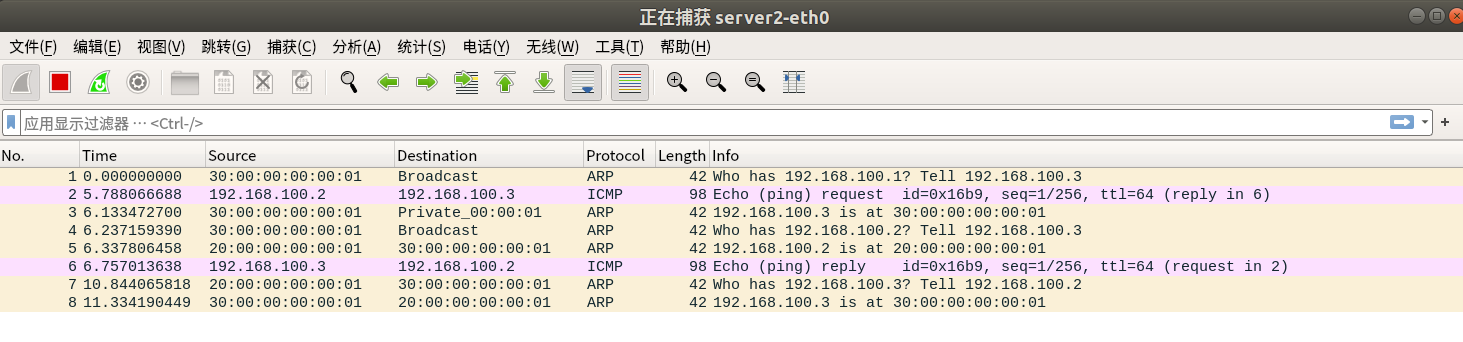 正在捕获 server2-eth0
文件(F) 编辑(E) 视图(V) 跳转(G) 捕获(C) 分析(A) 统计(S) 电话(Y) 无线(W) 工具(T) 帮助(H)
应用显示过滤器 … <Ctrl-/>
No. Time Source Destination Protocol Length Info
1 0.000000000 30:00:00:00:00:01 Broadcast ARP 42 Who has 192.168.100.1? Tell 192.168.100.3
2 5.788066688 192.168.100.2 192.168.100.3 ICMP 98 Echo (ping) request id=0x16b9, seq=1/256, ttl=64 (reply in 6)
3 6.133472700 30:00:00:00:00:01 Private_00:00:01 ARP 42 192.168.100.3 is at 30:00:00:00:00:01
4 6.237159390 30:00:00:00:00:01 Broadcast ARP 42 Who has 192.168.100.2? Tell 192.168.100.3
5 6.337806458 20:00:00:00:00:01 30:00:00:00:00:01 ARP 42 192.168.100.2 is at 20:00:00:00:00:01
6 6.757013638 192.168.100.3 192.168.100.2 ICMP 98 Echo (ping) reply id=0x16b9, seq=1/256, ttl=64 (request in 2)
7 10.844065818 20:00:00:00:00:01 30:00:00:00:00:01 ARP 42 Who has 192.168.100.3? Tell 192.168.100.2
8 11.334190449 30:00:00:00:00:01 20:00:00:00:00:01 ARP 42 192.168.100.3 is at 30:00:00:00:00:01